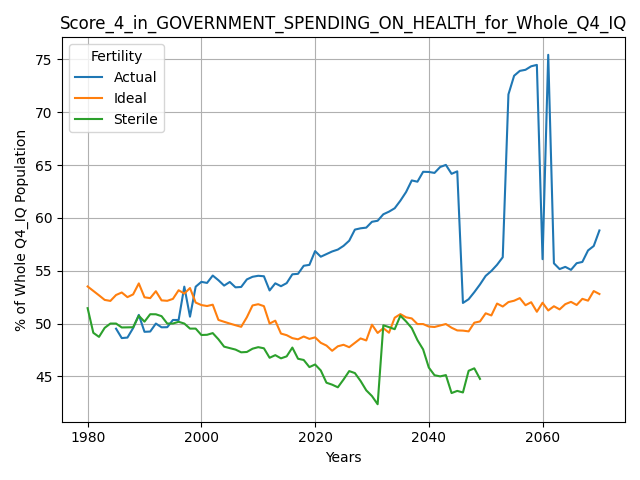 Score_4_in_GOVERNMENT_SPENDING_ON_HEALTH_for_Whole_Q4_IQ
Fertility
Actual
Ideal
Sterile
% of Whole Q4_IQ Population
75
70
65
60
55
50
45
1980
2000
2020
2040
2060
Years